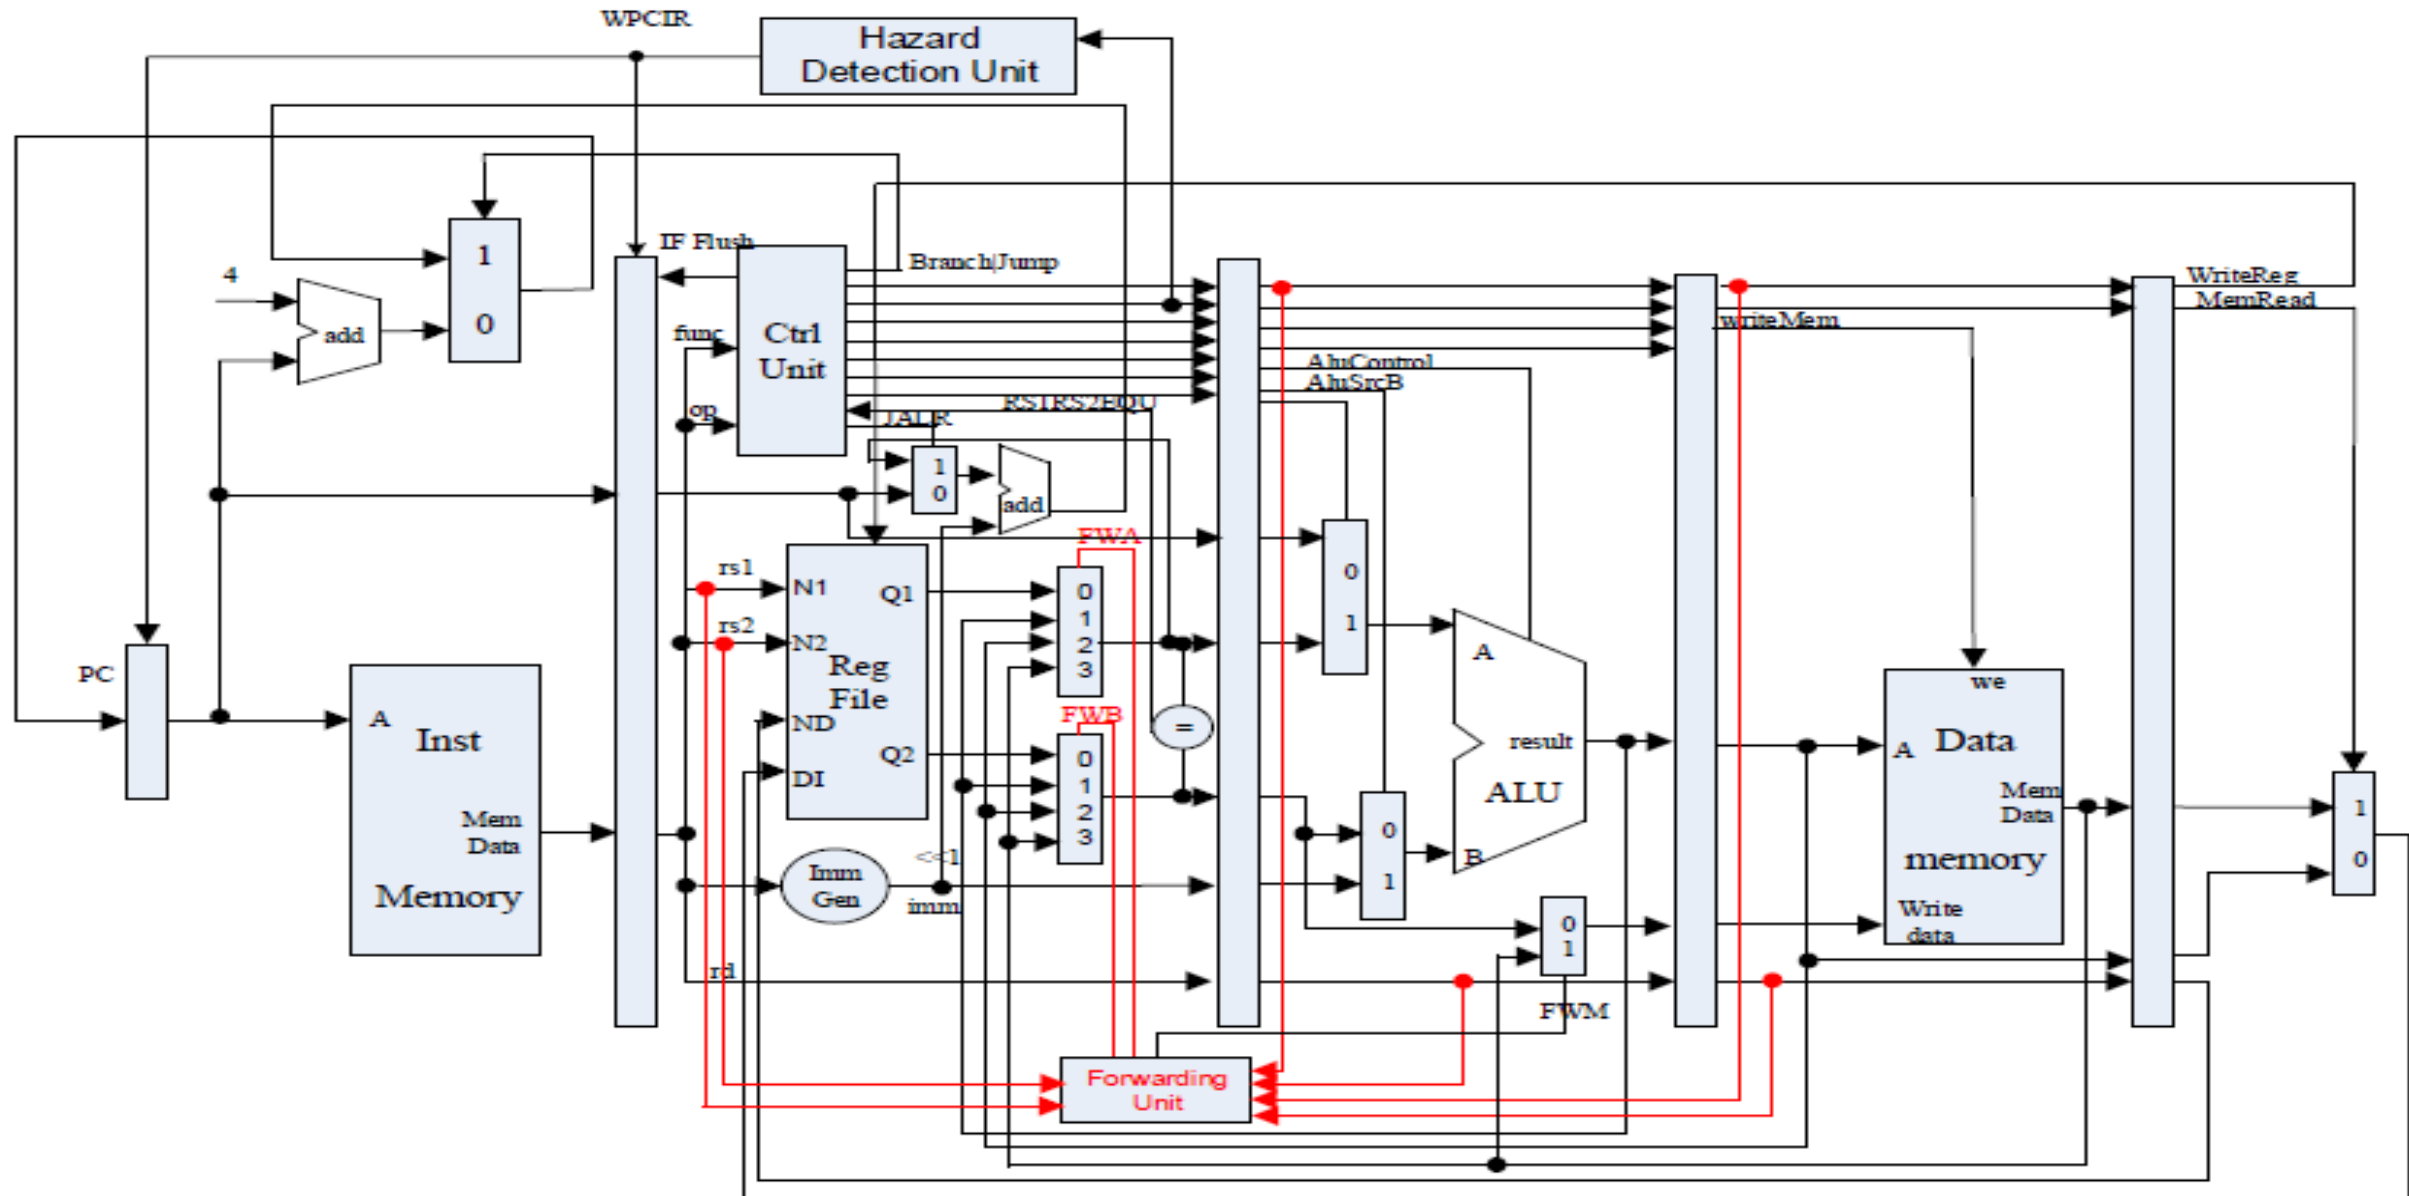 WPCIR
Hazard
Detection Unit
IF Flush
Branch|Jump
WriteReg
MemRead
writeMem
4
1
0
add
func
Ctrl
Unit
op
AluControl
AluSrcB
RS1RS2EQU
JALR
1
0
add
FWA
rs1
N1
Q1
0
1
2
3
rs2
N2
Reg
File
ND
DI
Q2
FWB
0
1
2
3
=
0
1
A
result
ALU
B
0
1
PC
A
Inst
Mem
Data
Memory
we
A
Data
Mem
Data
memory
Write
data
1
0
Imm
Gen
<<1
imm
0
1
rd
FWM
Forwarding
Unit